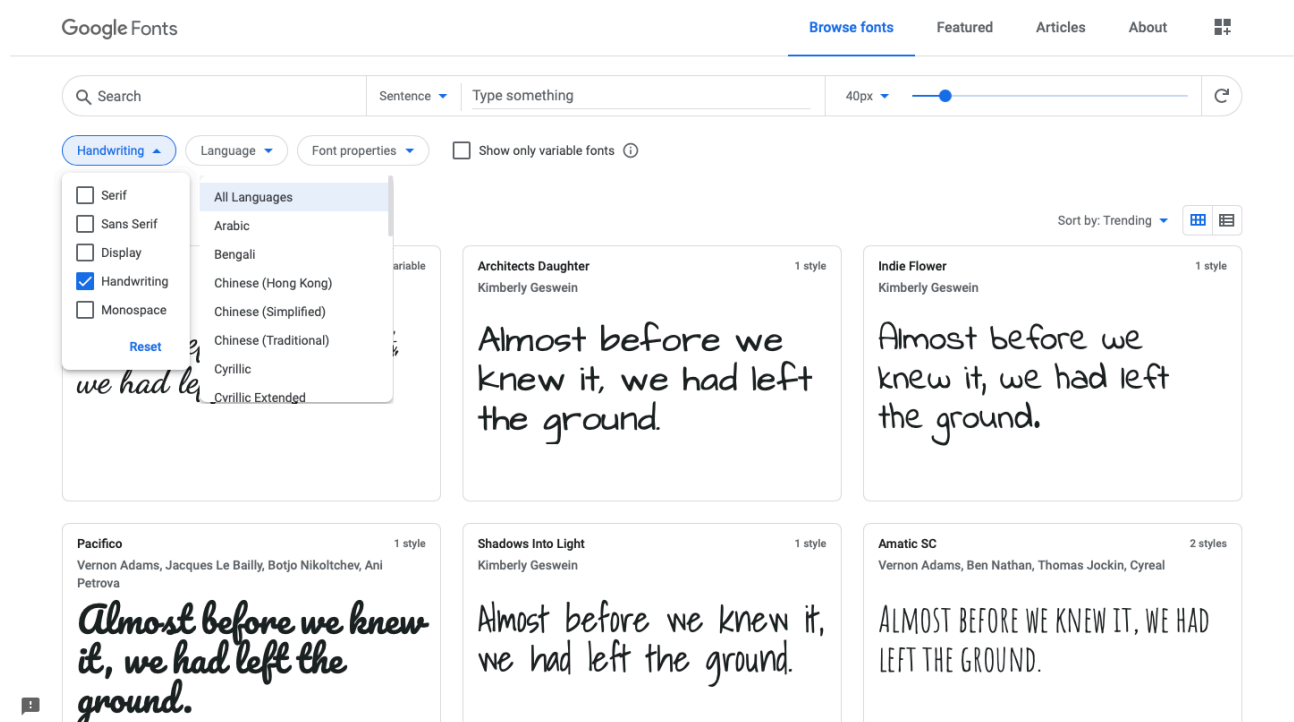 Google Fonts
Browse fonts
Featured
Articles
About
Search
Sentence
Type something
40px
Handwriting
Language
Font properties
Show only variable fonts
Serif
Sans Serif
Display
Handwriting
Monospace
Reset
All Languages
Arabic
Bengali
Chinese (Hong Kong)
Chinese (Simplified)
Chinese (Traditional)
Cyrillic
Cyrillic Extended
Sort by: Trending
we had
Architects Daughter
1 style
Kimberly Geswein
Almost before we
knew it, we had left
the ground.
Indie Flower
1 style
Kimberly Geswein
Almost before we
knew it, we had left
the ground.
Pacifico
1 style
Vernon Adams, Jacques Le Bailly, Botjo Nikoltchev, Ani
Petrova
Almost before we knew
it, we had left the
ground.
Shadows Into Light
1 style
Kimberly Geswein
Almost before we knew it,
we had left the ground.
Amatic SC
2 styles
Vernon Adams, Ben Nathan, Thomas Jockin, Cyreal
Almost before we knew it, we had
left the ground.